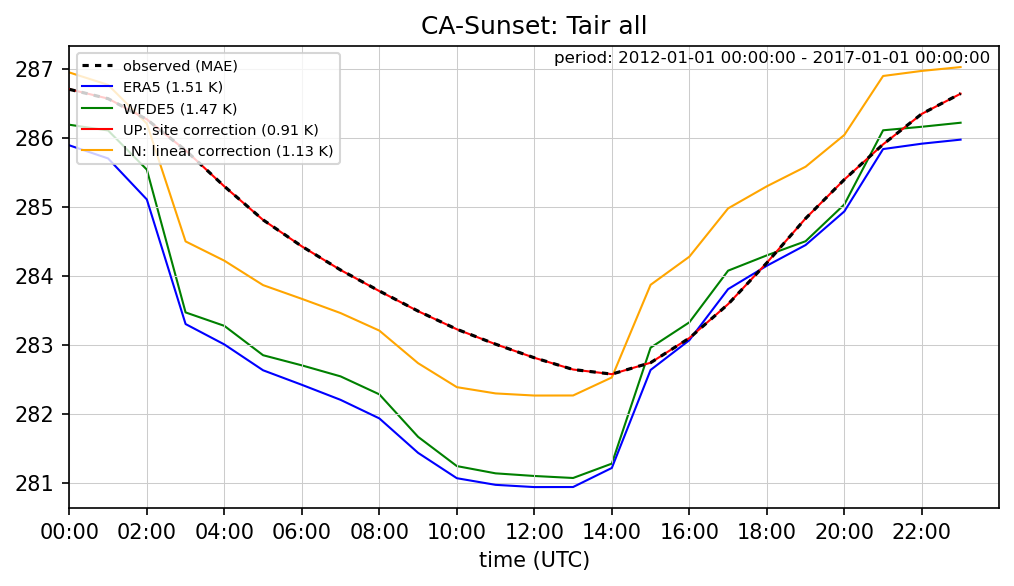 CA-Sunset: Tair all
period: 2012-01-01 00:00:00 - 2017-01-01 00:00:00
observed (MAE)
ERA5 (1.51 K)
WFDE5 (1.47 K)
UP: site correction (0.91 K)
LN: linear correction (1.13 K)
287
286
285
284
283
282
281
00:00 02:00 04:00 06:00 08:00 10:00 12:00 14:00 16:00 18:00 20:00 22:00
time (UTC)